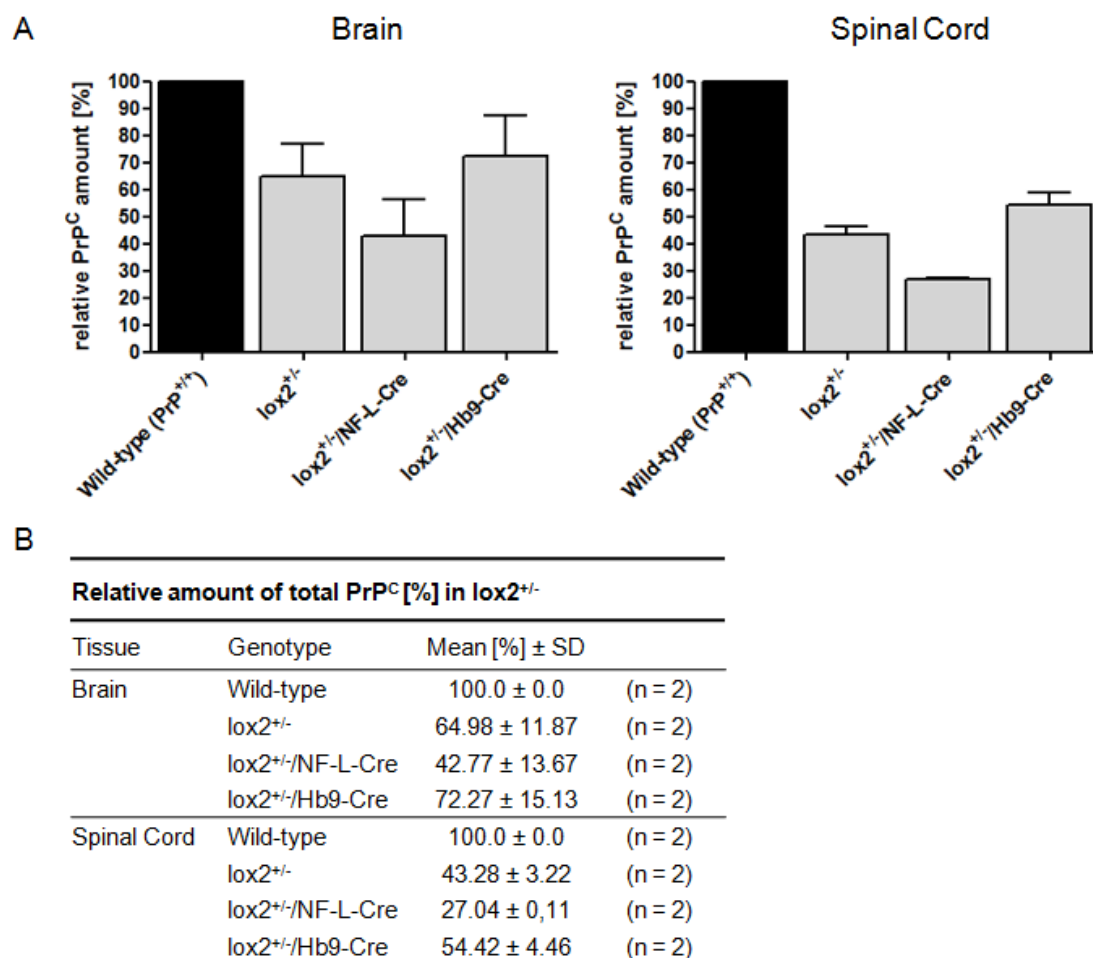 A
Brain
Spinal Cord
relative PrP^C amount [%]
100
90
80
70
60
50
40
30
20
10
0
Wild-type (PrP^+/+)
lox2^+/-
lox2^+/-/NF-L-Cre
lox2^+/-/Hb9-Cre
relative PrP^C amount [%]
100
90
80
70
60
50
40
30
20
10
0
Wild-type (PrP^+/+)
lox2^+/-
lox2^+/-/NF-L-Cre
lox2^+/-/Hb9-Cre
B
Relative amount of total PrP^C [%] in lox2^+/-
Tissue Genotype Mean [%] ± SD
Brain Wild-type 100.0 ± 0.0 (n = 2)
lox2^+/- 64.98 ± 11.87 (n = 2)
lox2^+/-/NF-L-Cre 42.77 ± 13.67 (n = 2)
lox2^+/-/Hb9-Cre 72.27 ± 15.13 (n = 2)
Spinal Cord Wild-type 100.0 ± 0.0 (n = 2)
lox2^+/- 43.28 ± 3.22 (n = 2)
lox2^+/-/NF-L-Cre 27.04 ± 0,11 (n = 2)
lox2^+/-/Hb9-Cre 54.42 ± 4.46 (n = 2)